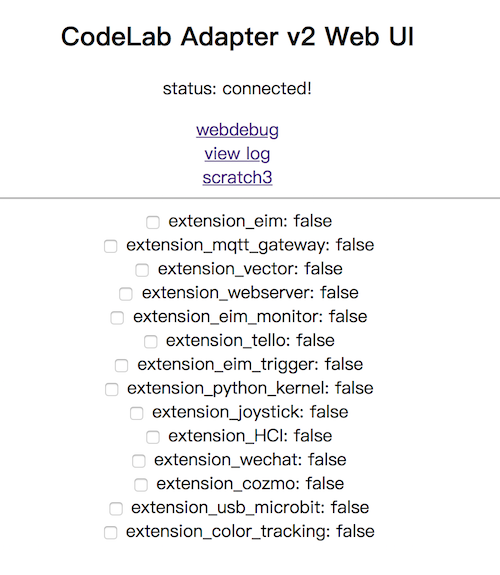 CodeLab Adapter v2 Web UI
status: connected!
webdebug
view log
scratch3
extension_eim: false
extension_mqtt_gateway: false
extension_vector: false
extension_webserver: false
extension_eim_monitor: false
extension_tello: false
extension_eim_trigger: false
extension_python_kernel: false
extension_joystick: false
extension_HCI: false
extension_wechat: false
extension_cozmo: false
extension_usb_microbit: false
extension_color_tracking: false